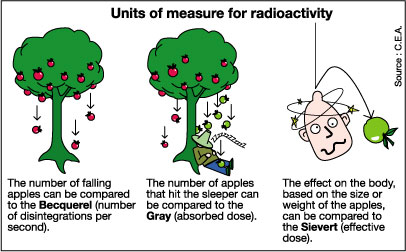 Units of measure for radioactivity
Source : C.E.A.
zzzzzzzz
The number of falling
apples can be compared
to the Becquerel (number
of disintegrations per
second).
The number of apples
that hit the sleeper can
be compared to the
Gray (absorbed dose).
The effect on the body,
based on the size or
weight of the apples,
can be compared to
the Sievert (effective
dose).